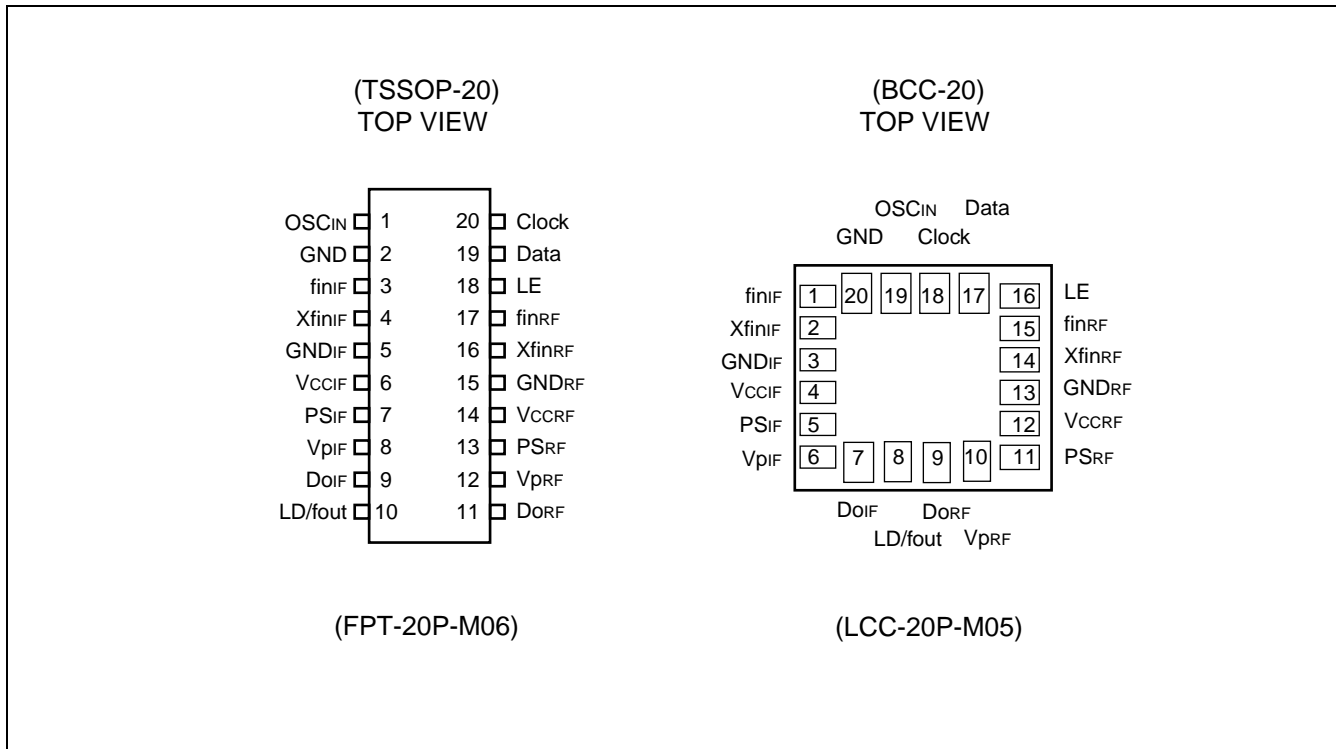 (TSSOP-20)
TOP VIEW
OSCIN 1 20 Clock
GND 2 19 Data
finIF 3 18 LE
XfinIF 4 17 finRF
GNDIF 5 16 XfinRF
VCCIF 6 15 GNDRF
PSIF 7 14 VCCRF
VpIF 8 13 PSRF
DoIF 9 12 VpRF
LD/fout 10 11 DoRF
(FPT-20P-M06)
(BCC-20)
TOP VIEW
OSCIN Data
GND Clock
finIF 1 20 19 18 17 16 LE
XfinIF 2 15 finRF
GNDIF 3 14 XfinRF
VCCIF 4 13 GNDRF
PSIF 5 12 VCCRF
VpIF 6 7 8 9 10 11 PSRF
DoIF DoRF
LD/fout VpRF
(LCC-20P-M05)